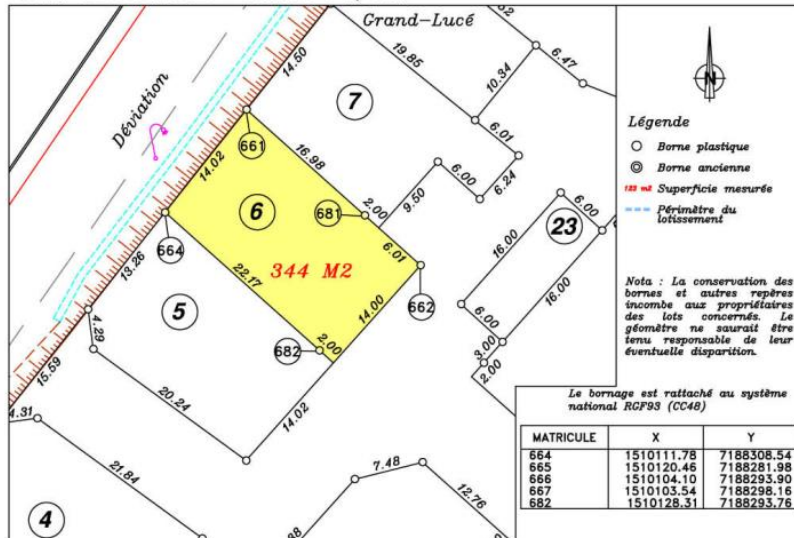 Grand-Lucé
52
6.47
19.85
10.34
14.50
7
Déviation
6.01
6.24
6.00
9.50
661
16.98
14.02
6
681
2.00
6.01
664
344 M2
22.17
14.00
662
13.26
5
4.29
682
2.00
15.59
20.24
14.02
4.31
21.84
7.48
12.76
4
88
6.00
23
16.00
16.00
6.00
3.00
2.00
N
Légende
Borne plastique
Borne ancienne
123 m2 Superficie mesurée
Périmètre du
lotissement
Nota : La conservation des
bornes et autres repères
incombe aux propriétaires
des lots concernés. Le
géomètre ne saurait être
tenu responsable de leur
éventuelle disparition.
Le bornage est rattaché au système
national RGF93 (CC48)
MATRICULE X Y
664 1510111.78 7188308.54
665 1510120.46 7188281.98
666 1510104.10 7188293.90
667 1510103.54 7188298.16
682 1510128.31 7188293.76